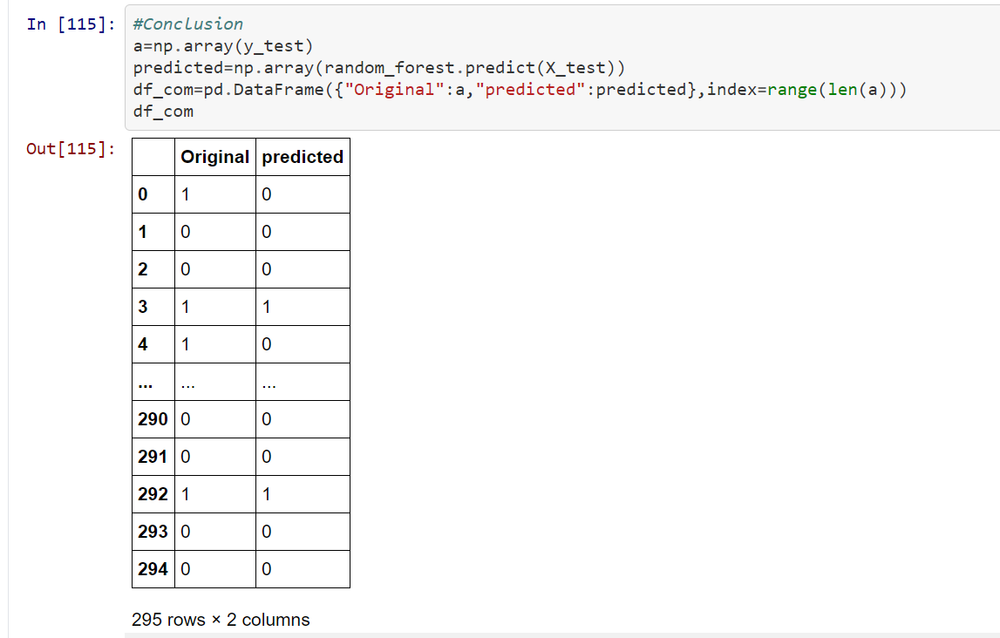 In [115]: #Conclusion
a=np.array(y_test)
predicted=np.array(random_forest.predict(X_test))
df_com=pd.DataFrame({"Original":a,"predicted":predicted},index=range(len(a)))
df_com
Out[115]:
Original predicted
0 1 0
1 0 0
2 0 0
3 1 1
4 1 0
... ... ...
290 0 0
291 0 0
292 1 1
293 0 0
294 0 0
295 rows × 2 columns